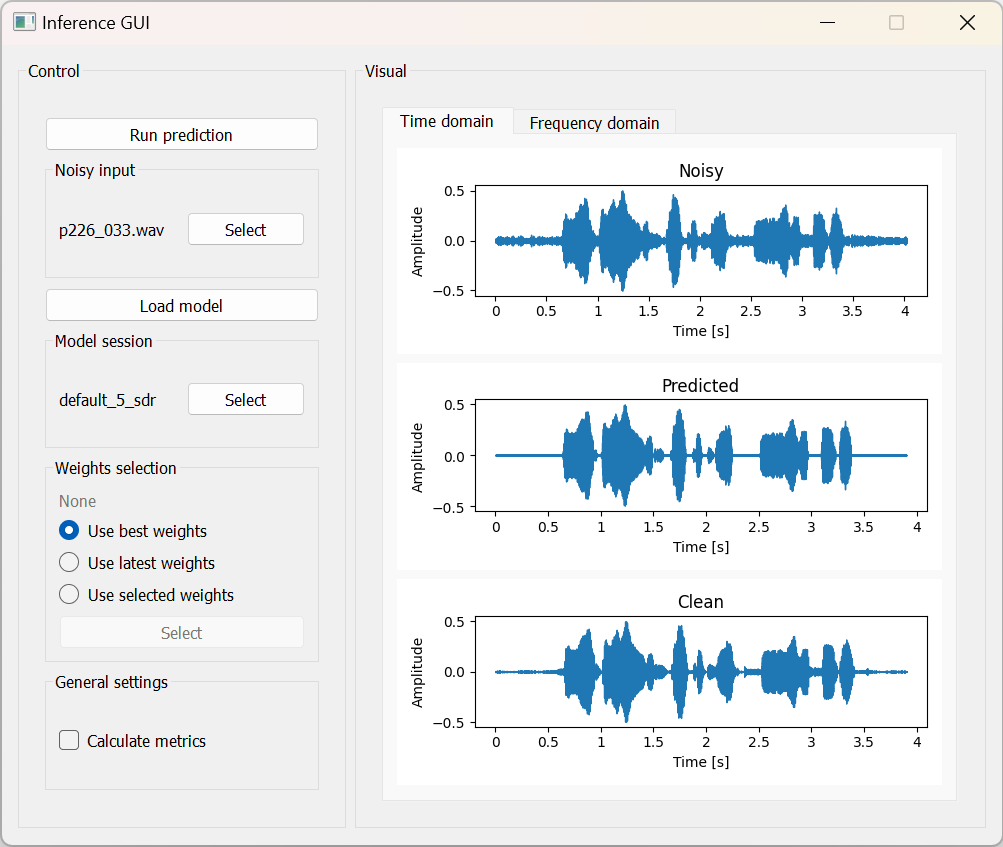 Inference GUI
Control
Run prediction
Noisy input
p226_033.wav Select
Load model
Model session
default_5_sdr Select
Weights selection
None
Use best weights
Use latest weights
Use selected weights
Select
General settings
Calculate metrics
Visual
Time domain Frequency domain
Noisy
Amplitude
0.5
0.0
−0.5
0 0.5 1 1.5 2 2.5 3 3.5 4
Time [s]
Predicted
Amplitude
0.5
0.0
−0.5
0 0.5 1 1.5 2 2.5 3 3.5 4
Time [s]
Clean
Amplitude
0.5
0.0
−0.5
0 0.5 1 1.5 2 2.5 3 3.5 4
Time [s]